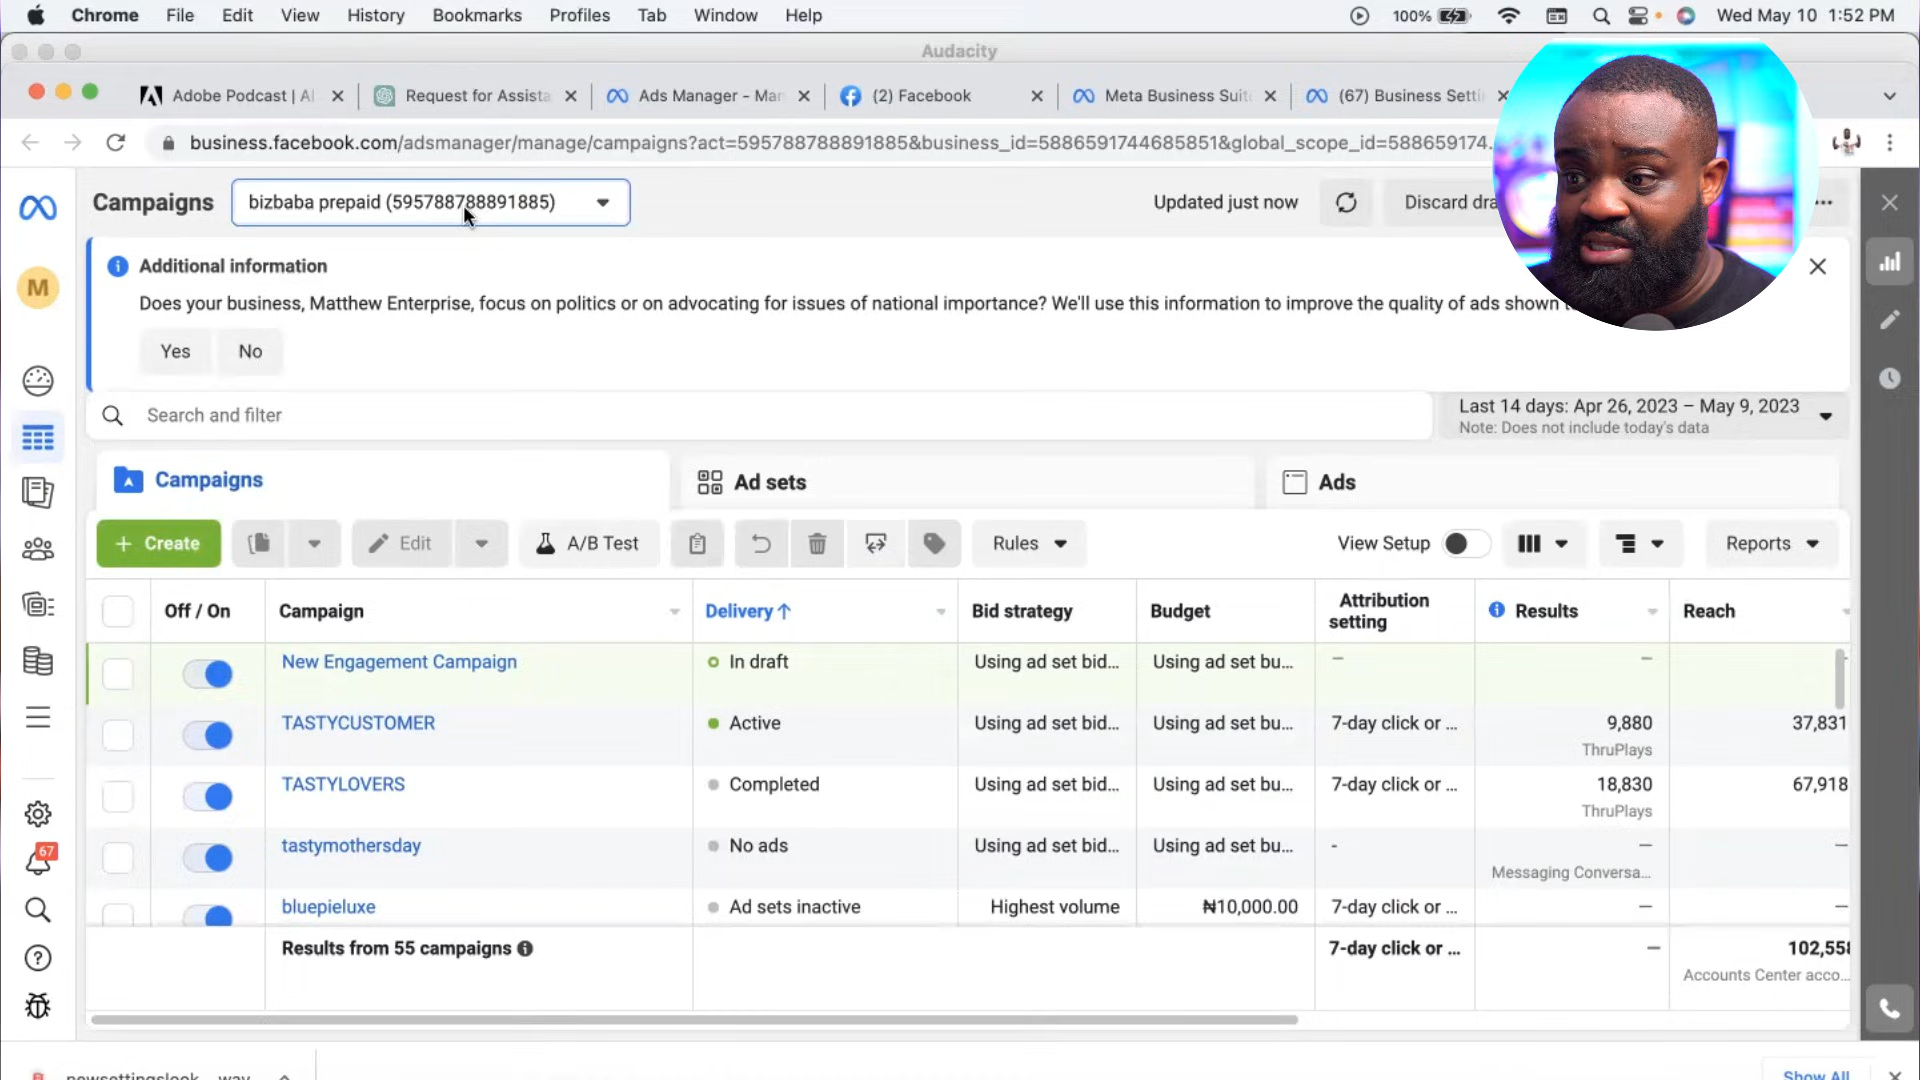 Chrome File Edit View History Bookmarks Profiles Tab Window Help
100% Wed May 10 1:52 PM
Audacity
Adobe Podcast | A
Request for Assista
Ads Manager - Man
(2) Facebook
Meta Business Suit
(67) Business Setti
business.facebook.com/adsmanager/manage/campaigns?act=595788788891885&business_id=5886591744685851&global_scope_id=588659174.
Campaigns
bizbaba prepaid (595788788891885)
Updated just now
Discard dra
M
Additional information
Does your business, Matthew Enterprise, focus on politics or on advocating for issues of national importance? We'll use this information to improve the quality of ads shown
Yes No
Search and filter
Last 14 days: Apr 26, 2023 – May 9, 2023
Note: Does not include today's data
Campaigns
Ad sets
Ads
+ Create
Edit
A/B Test
Rules
View Setup
Reports
Off / On Campaign Delivery ↑ Bid strategy Budget Attribution setting Results Reach
New Engagement Campaign In draft Using ad set bid... Using ad set bu... — —
TASTYCUSTOMER Active Using ad set bid... Using ad set bu... 7-day click or ... 9,880 37,831
ThruPlays
TASTYLOVERS Completed Using ad set bid... Using ad set bu... 7-day click or ... 18,830 67,918
ThruPlays
tastymothersday No ads Using ad set bid... Using ad set bu... - — —
Messaging Conversa...
bluepieluxe Ad sets inactive Highest volume ₦10,000.00 7-day click or ... — —
67
Results from 55 campaigns 7-day click or ... — 102,558
Accounts Center acco...
newsettingslook
Show All